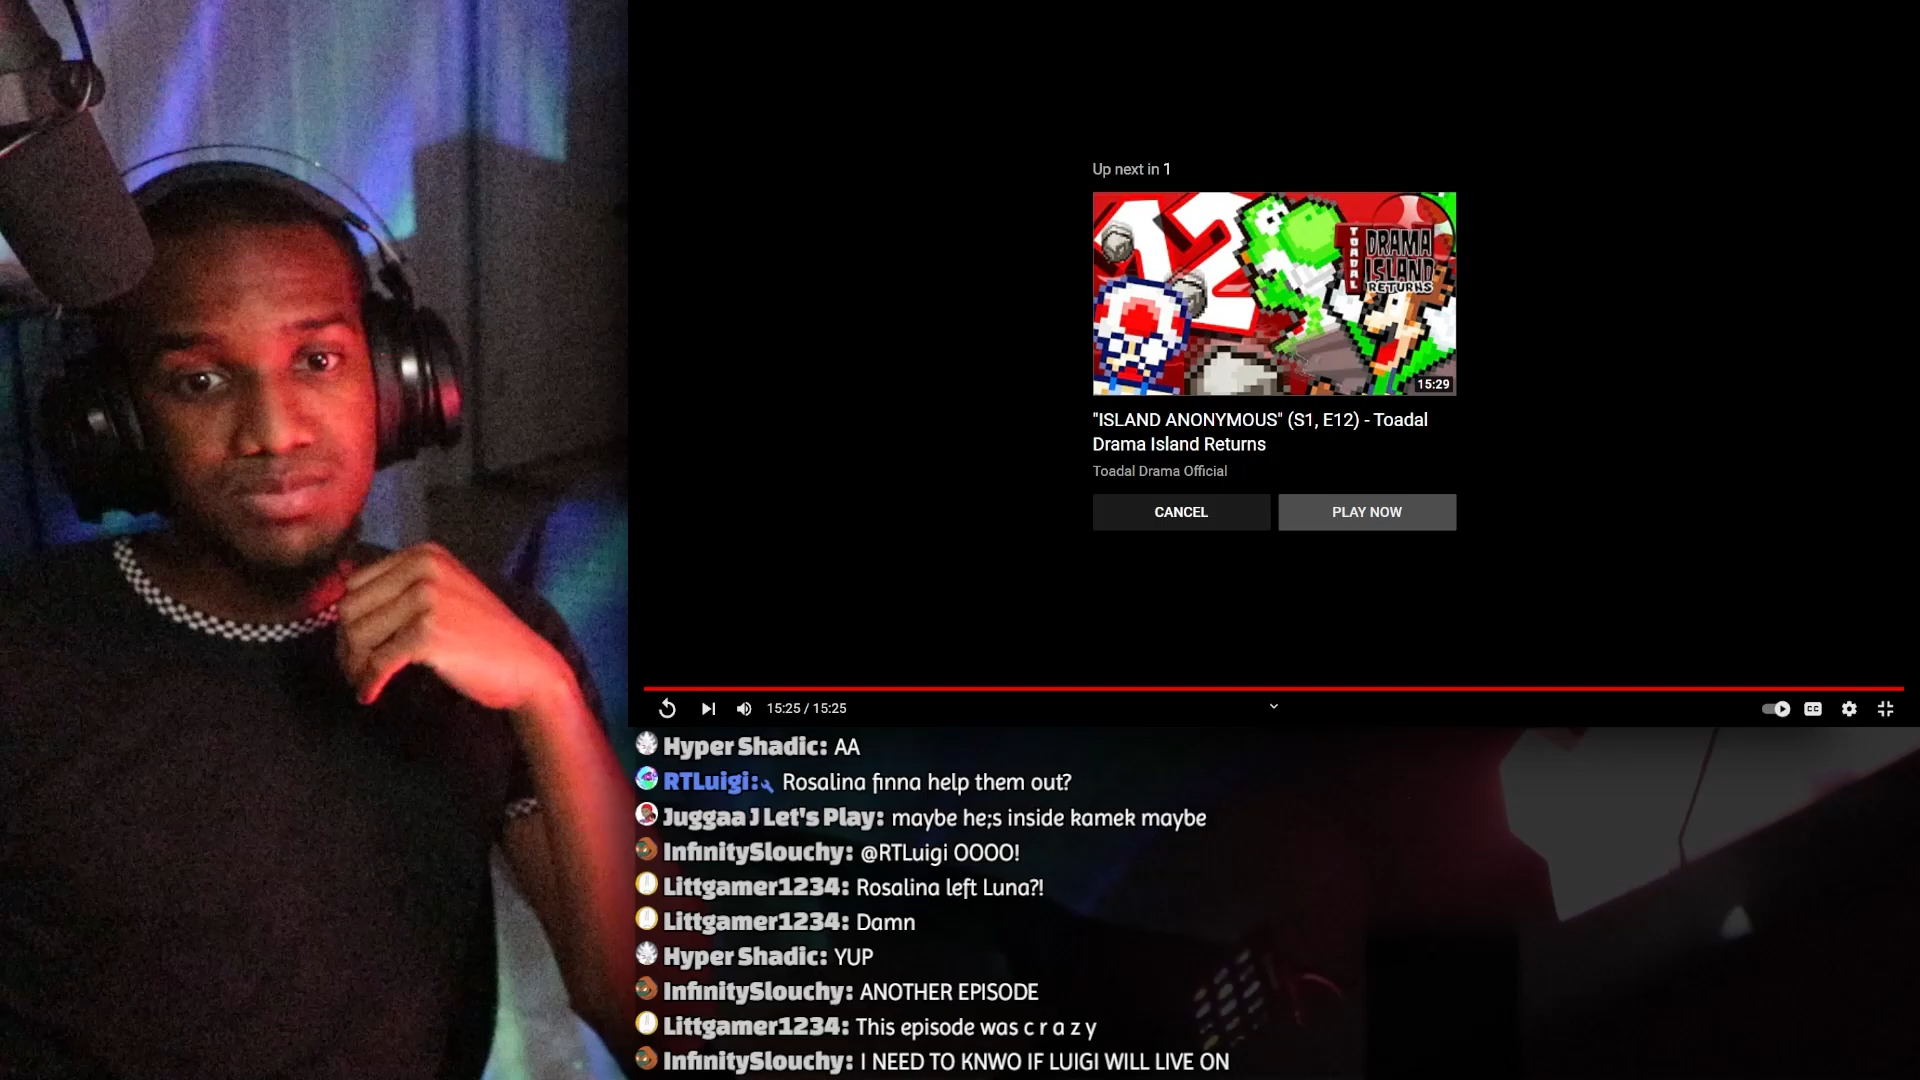 Up next in 1
12
TOADAL
DRAMA
ISLAND
RETURNS
15:29
"ISLAND ANONYMOUS" (S1, E12) - Toadal
Drama Island Returns
Toadal Drama Official
CANCEL
PLAY NOW
15:25 / 15:25
CC
Hyper Shadic: AA
RTLuigi: Rosalina finna help them out?
Juggaa J Let's Play: maybe he;s inside kamek maybe
InfinitySlouchy: @RTLuigi OOOO!
Littgamer1234: Rosalina left Luna?!
Littgamer1234: Damn
Hyper Shadic: YUP
InfinitySlouchy: ANOTHER EPISODE
Littgamer1234: This episode was c r a z y
InfinitySlouchy: I NEED TO KNWO IF LUIGI WILL LIVE ON